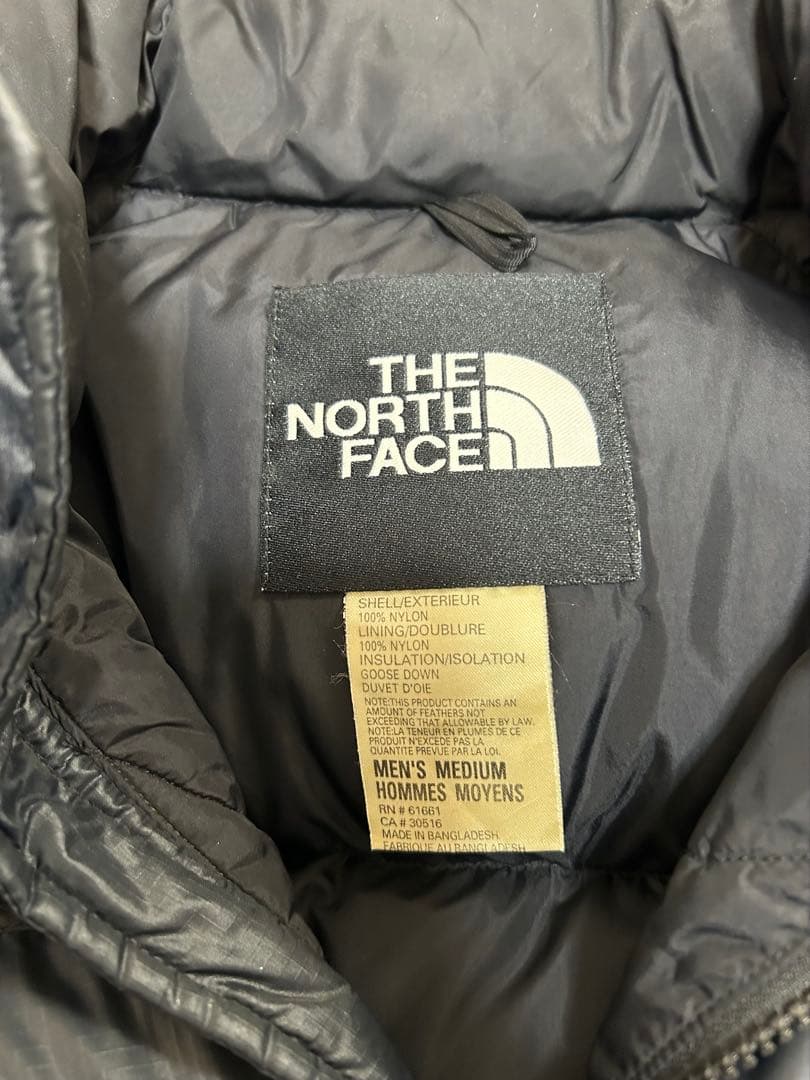 THE
NORTH
FACE
SHELL/EXTERIEUR
100% NYLON
LINING/DOUBLURE
100% NYLON
INSULATION/ISOLATION
GOOSE DOWN
DUVET D'OIE
NOTE:THIS PRODUCT CONTAINS AN
AMOUNT OF FEATHERS NOT
EXCEEDING THAT ALLOWABLE BY LAW.
NOTE:LA TENEUR EN PLUMES DE CE
PRODUIT N'EXCEDE PAS LA
QUANTITE PREVUE PAR LA LOI.
MEN'S MEDIUM
HOMMES MOYENS
RN # 61661
CA # 30516
MADE IN BANGLADESH
FABRIQUE AU BANGLADESH